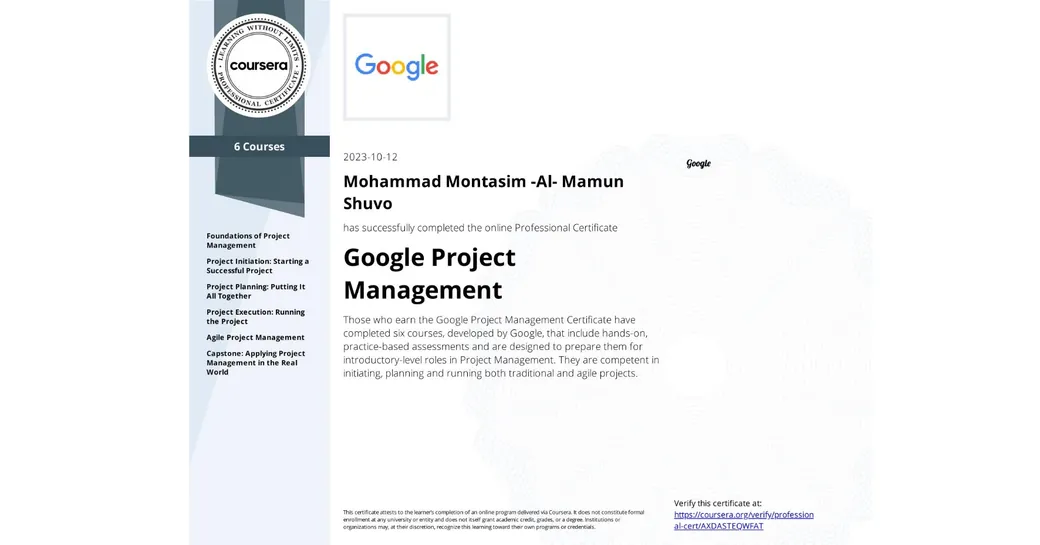 LEARNING WITHOUT LIMITS
coursera
PROFESSIONAL CERTIFICATE
6 Courses
Foundations of Project
Management
Project Initiation: Starting a
Successful Project
Project Planning: Putting It
All Together
Project Execution: Running
the Project
Agile Project Management
Capstone: Applying Project
Management in the Real
World
Google
2023-10-12
Google
Mohammad Montasim -Al- Mamun
Shuvo
has successfully completed the online Professional Certificate
Google Project
Management
Those who earn the Google Project Management Certificate have
completed six courses, developed by Google, that include hands-on,
practice-based assessments and are designed to prepare them for
introductory-level roles in Project Management. They are competent in
initiating, planning and running both traditional and agile projects.
This certificate attests to the learner's completion of an online program delivered via Coursera. It does not constitute formal
enrollment at any university or entity and does not itself grant academic credit, grades, or a degree. Institutions or
organizations may, at their discretion, recognize this learning toward their own programs or credentials.
Verify this certificate at:
https://coursera.org/verify/profession
al-cert/AXDASTEQWFAT